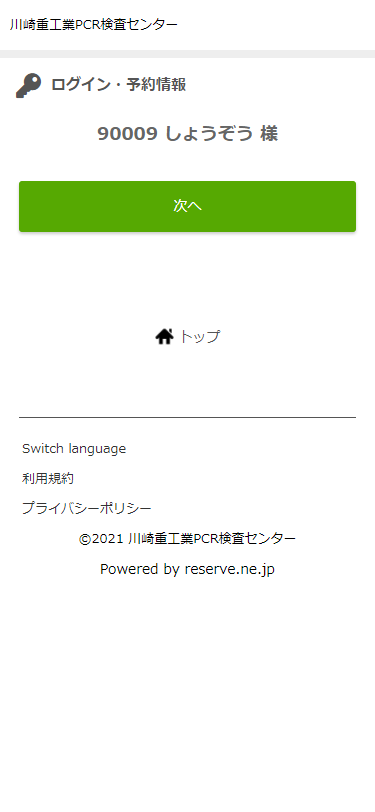 川崎重工業PCR検査センター
ログイン・予約情報
90009 しょうぞう 様
次へ
トップ
Switch language
利用規約
プライバシーポリシー
©2021 川崎重工業PCR検査センター
Powered by reserve.ne.jp